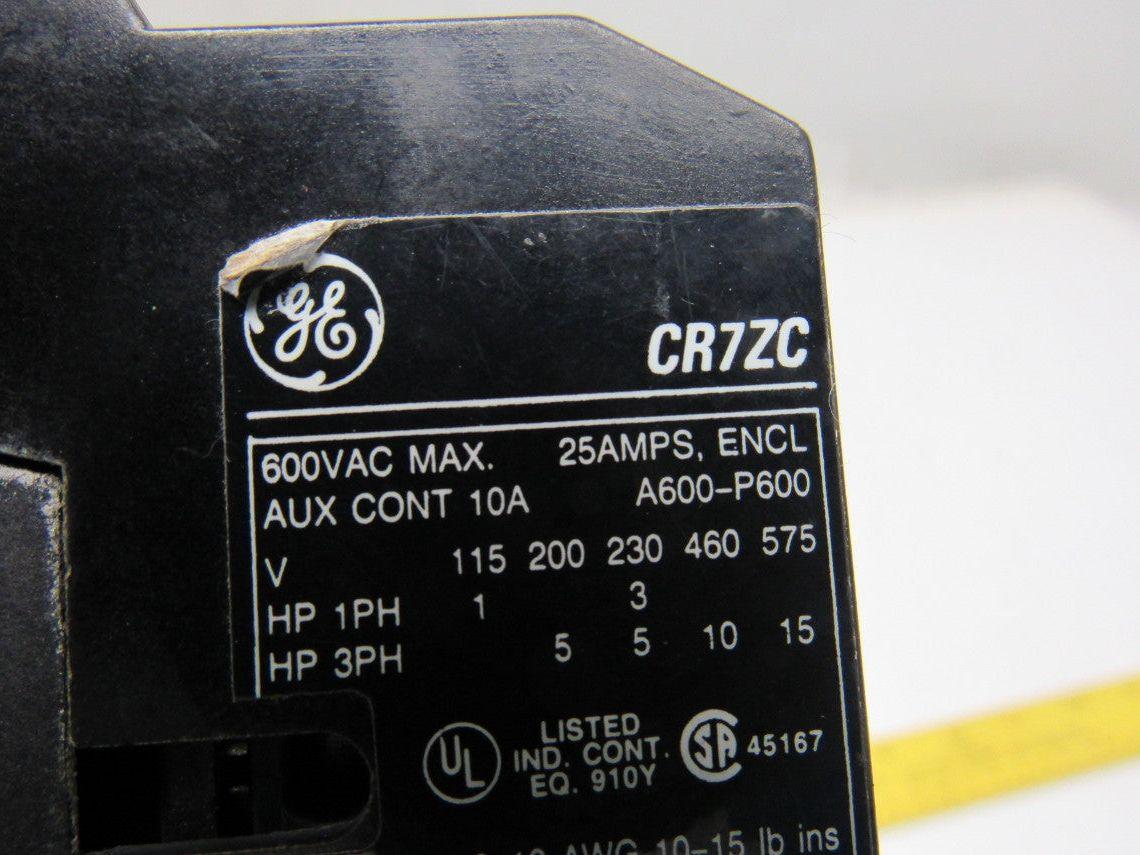 GE
CR7ZC
600VAC MAX. 25AMPS, ENCL
AUX CONT 10A A600-P600
V 115 200 230 460 575
HP 1PH 1 3
HP 3PH 5 5 10 15
UL LISTED IND. CONT. EQ. 910Y
SA 45167
AWG 10-15 lb ins